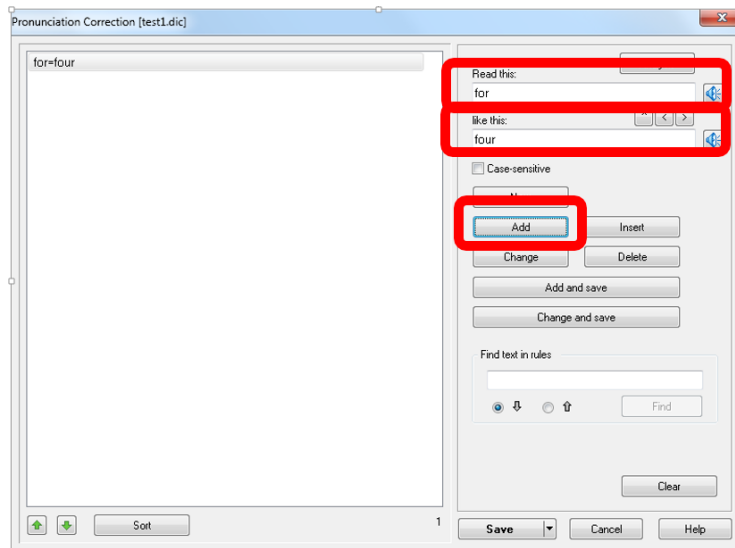 Pronunciation Correction [test1.dic]
for=four
Read this:
for
like this:
^ < >
four
Case-sensitive
Add
Insert
Change
Delete
Add and save
Change and save
Find text in rules
Find
Clear
Sort
1
Save
Cancel
Help